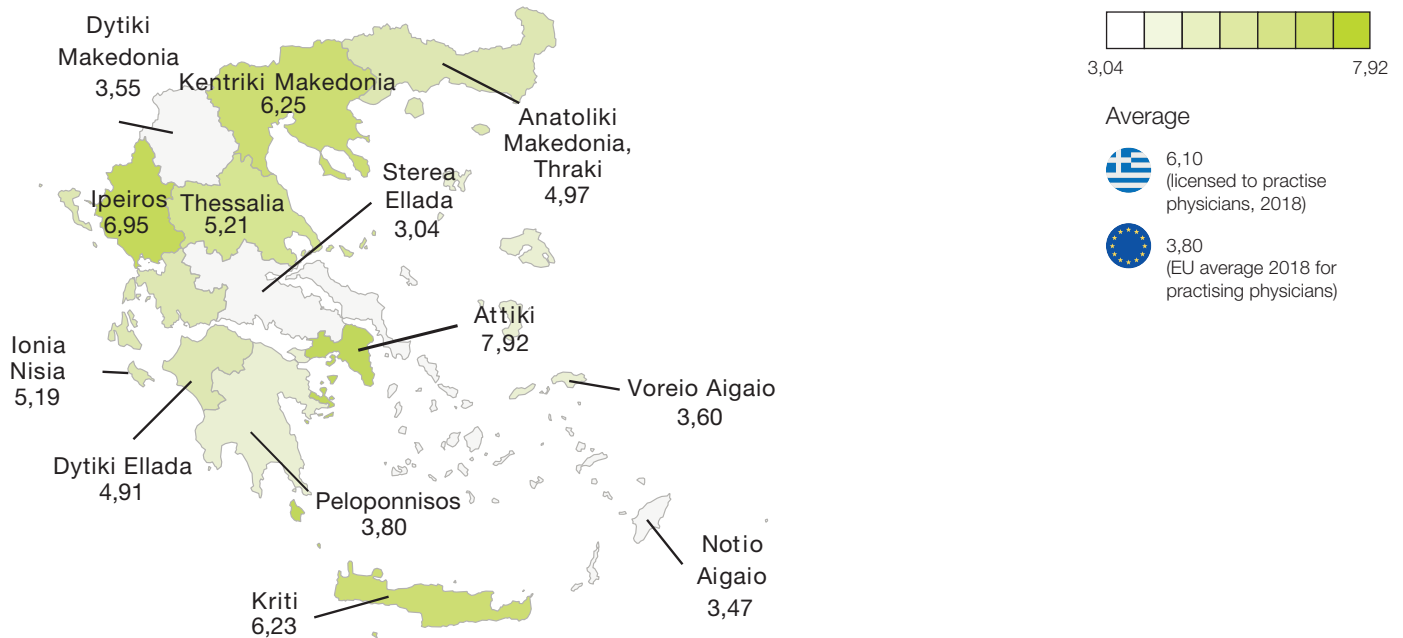 Dytiki
Makedonia
3,55
Kentriki Makedonia
6,25
Anatoliki
Makedonia,
Thraki
4,97
Sterea
Ellada
3,04
Ipeiros
6,95
Thessalia
5,21
Attiki
7,92
Ionia
Nisia
5,19
Voreio Aigaio
3,60
Dytiki Ellada
4,91
Peloponnisos
3,80
Notio
Aigaio
3,47
Kriti
6,23
3,04
7,92
Average
6,10
(licensed to practise
physicians, 2018)
3,80
(EU average 2018 for
practising physicians)